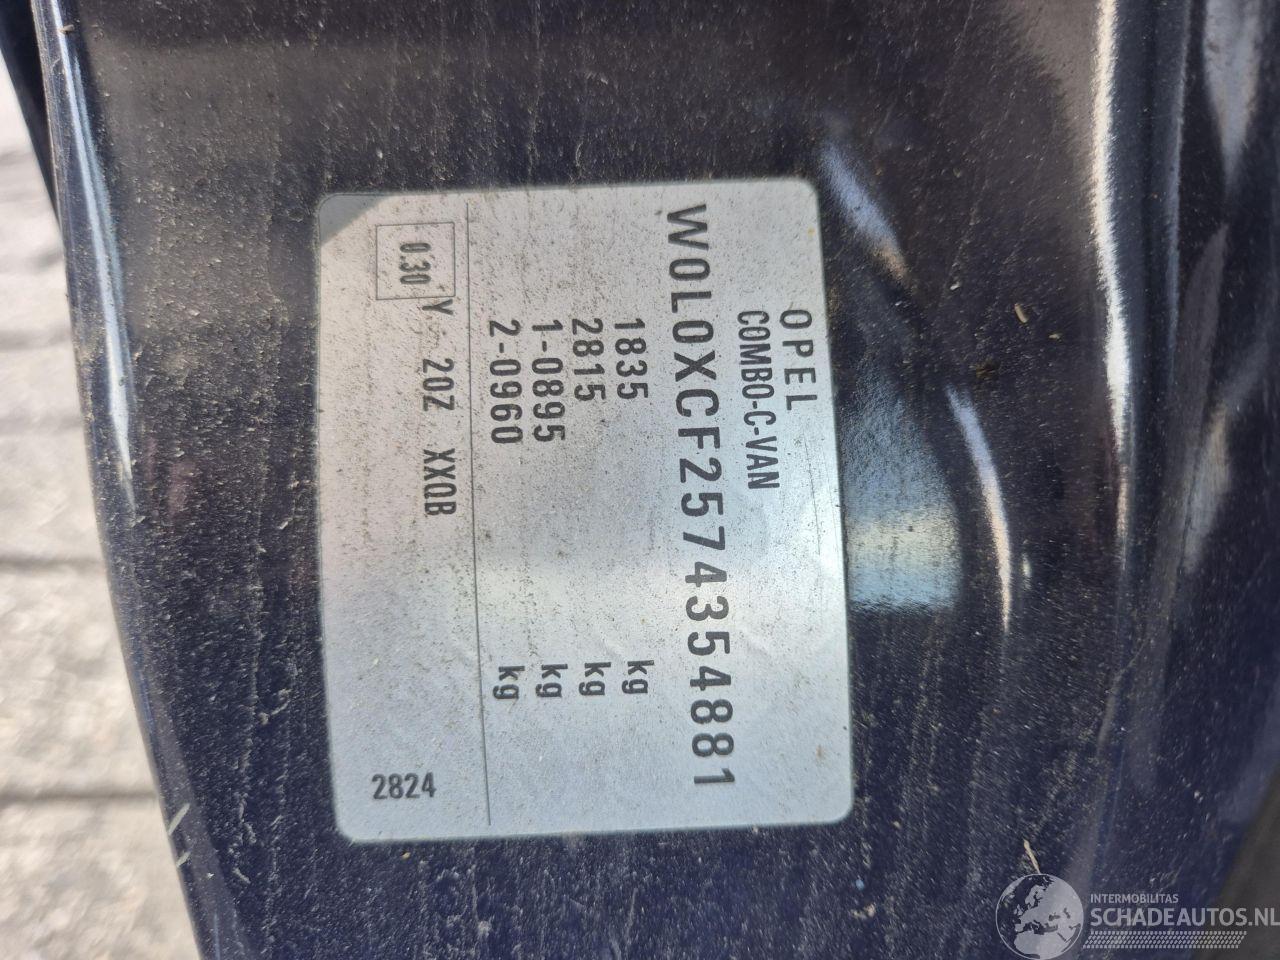 OPEL
COMBO-C-VAN
W0L0XCF2574354881
1835 kg
2815 kg
1-0895 kg
2-0960 kg
0.30 Y 20Z XXQB
2824
INTERMOBILITAS
SCHADEAUTOS.NL